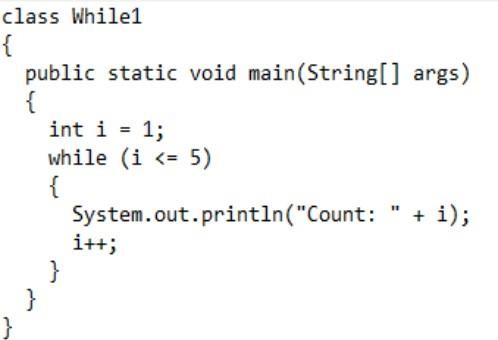 class While1
{
  public static void main(String[] args)
  {
    int i = 1;
    while (i <= 5)
    {
      System.out.println("Count: " + i);
      i++;
    }
  }
}